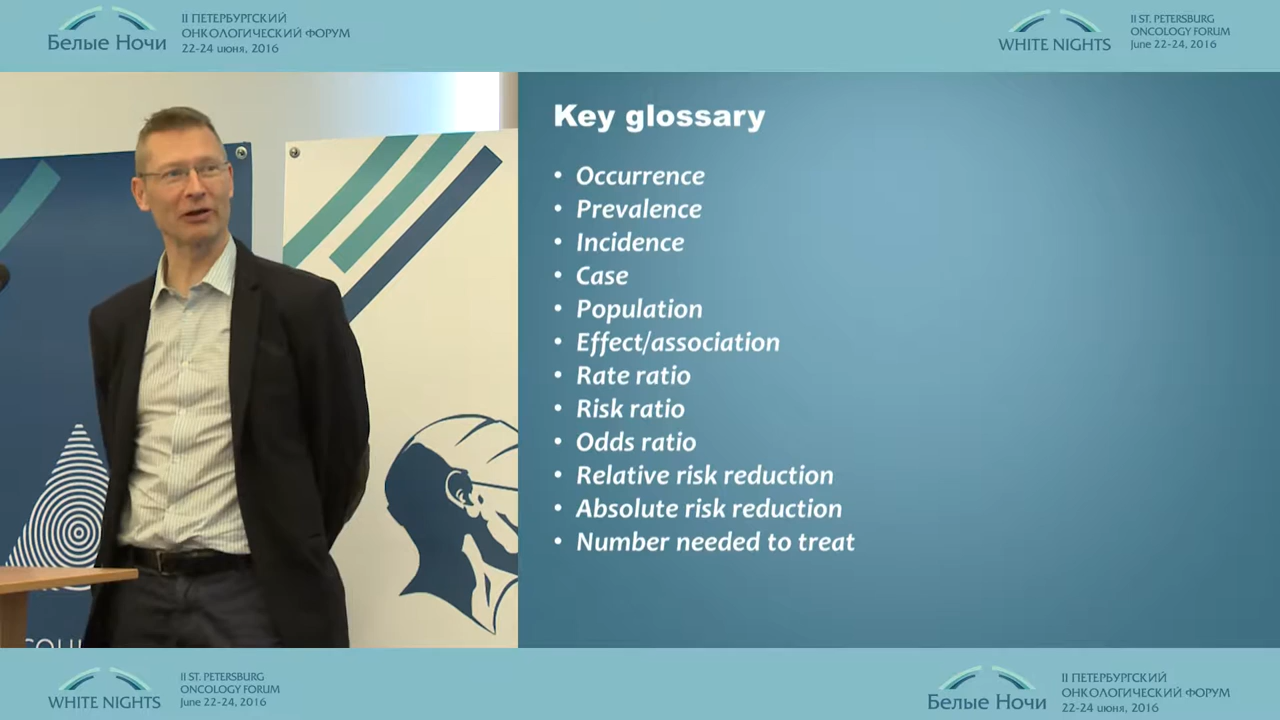 Белые Ночи
II ПЕТЕРБУРГСКИЙ
ОНКОЛОГИЧЕСКИЙ ФОРУМ
22-24 июня, 2016
WHITE NIGHTS
II ST. PETERSBURG
ONCOLOGY FORUM
June 22-24, 2016
Key glossary
• Occurrence
• Prevalence
• Incidence
• Case
• Population
• Effect/association
• Rate ratio
• Risk ratio
• Odds ratio
• Relative risk reduction
• Absolute risk reduction
• Number needed to treat
WHITE NIGHTS
II ST. PETERSBURG
ONCOLOGY FORUM
June 22-24, 2016
Белые Ночи
II ПЕТЕРБУРГСКИЙ
ОНКОЛОГИЧЕСКИЙ ФОРУМ
22-24 июня, 2016